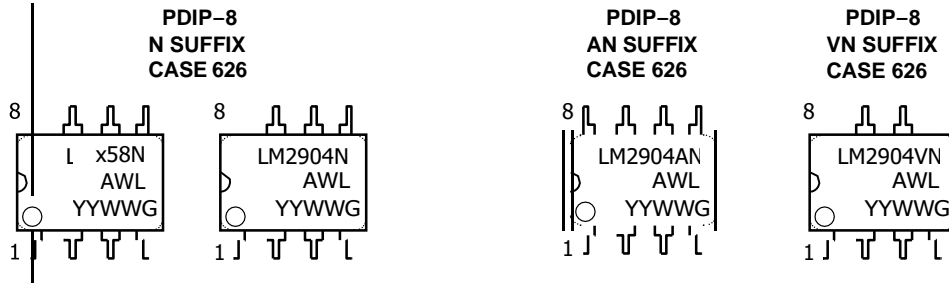 PDIP−8
N SUFFIX
CASE 626
8
L x58N
AWL
YYWWG
1
8
LM2904N
AWL
YYWWG
1
PDIP−8
AN SUFFIX
CASE 626
8
LM2904AN
AWL
YYWWG
1
PDIP−8
VN SUFFIX
CASE 626
8
LM2904VN
AWL
YYWWG
1